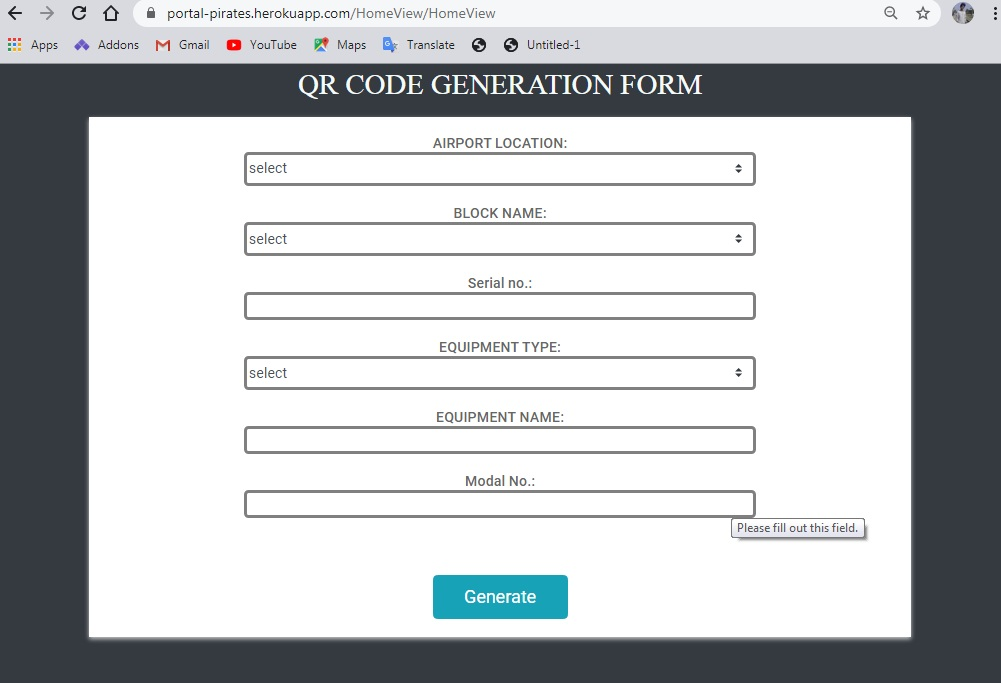 portal-pirates.herokuapp.com/HomeView/HomeView
Apps Addons Gmail YouTube Maps Translate Untitled-1
QR CODE GENERATION FORM
AIRPORT LOCATION:
select
BLOCK NAME:
select
Serial no.:
EQUIPMENT TYPE:
select
EQUIPMENT NAME:
Modal No.:
Please fill out this field.
Generate